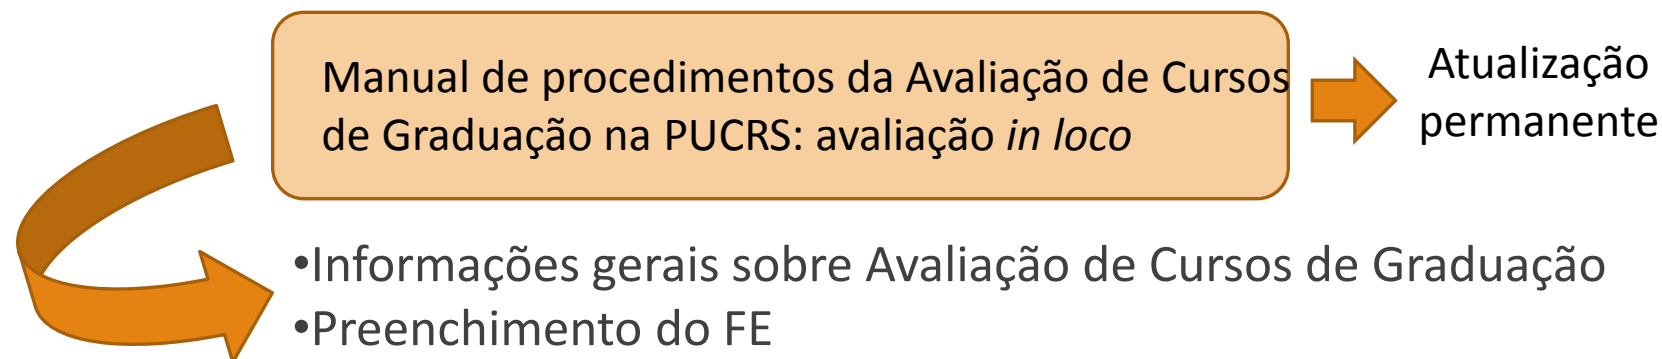 Manual de procedimentos da Avaliação de Cursos
de Graduação na PUCRS: avaliação in loco
Atualização
permanente
•Informações gerais sobre Avaliação de Cursos de Graduação
•Preenchimento do FE